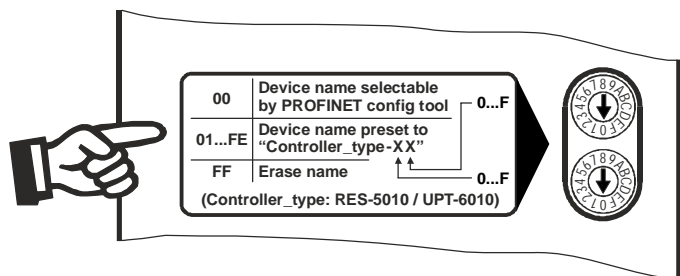 00 Device name selectable
by PROFINET config tool
0...F
01...FE Device name preset to
“Controller_type-XX”
FF Erase name
0...F
(Controller_type: RES-5010 / UPT-6010)
0123456789ABCDEF
0123456789ABCDEF